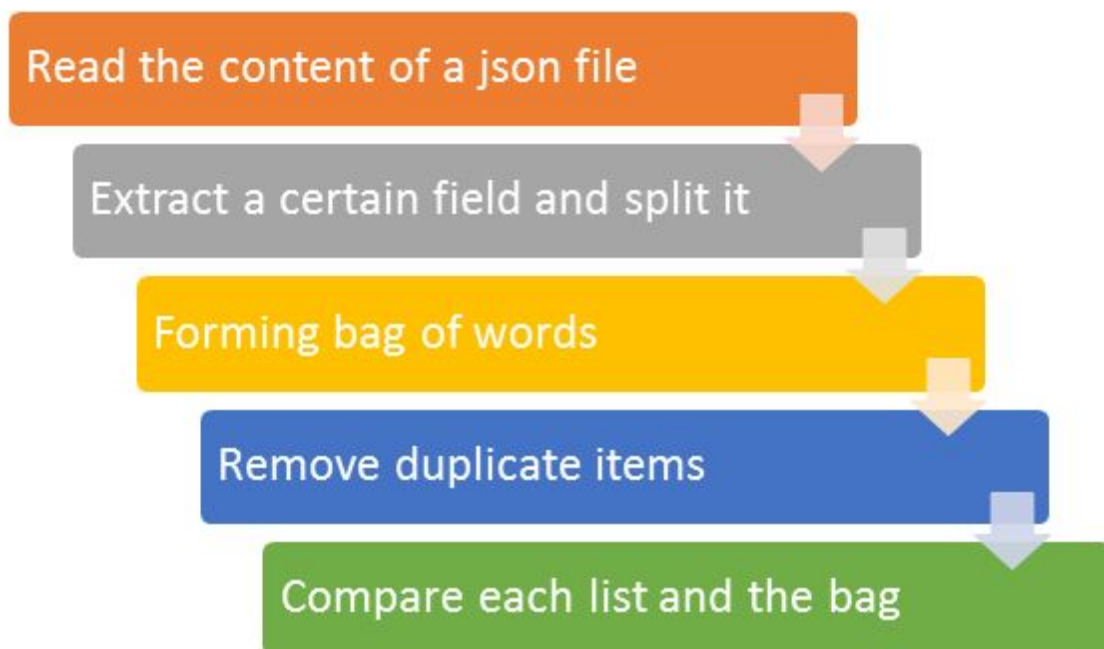 Read the content of a json file
Extract a certain field and split it
Forming bag of words
Remove duplicate items
Compare each list and the bag